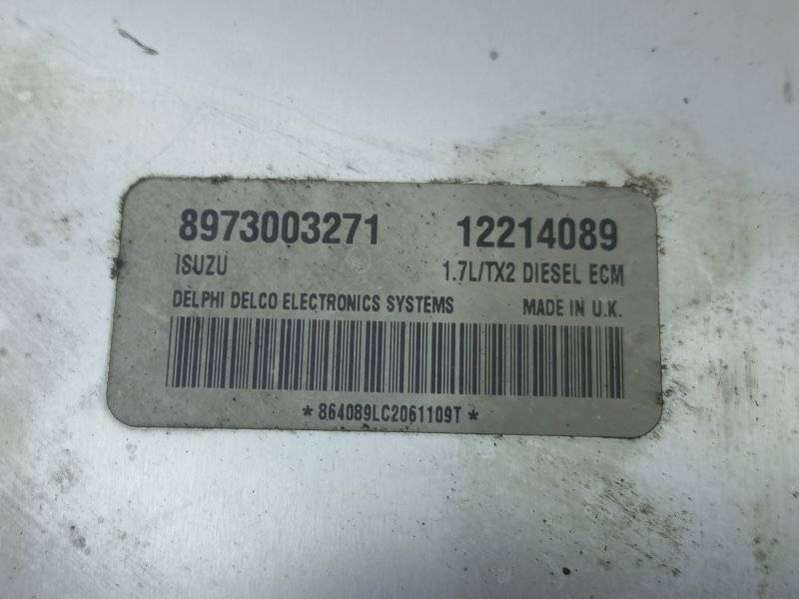 8973003271 12214089
ISUZU 1.7L/TX2 DIESEL ECM
DELPHI DELCO ELECTRONICS SYSTEMS MADE IN U.K.
*864089LC2061109T*